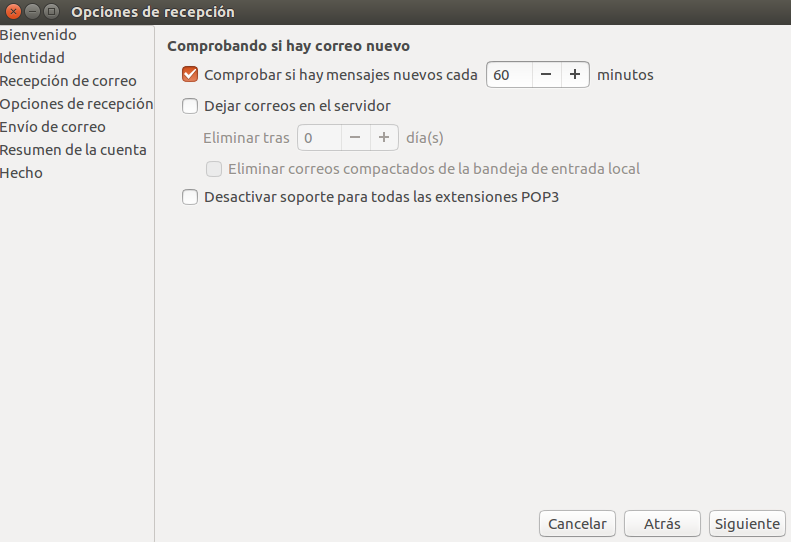 Opciones de recepción
Bienvenido
Identidad
Recepción de correo
Opciones de recepción
Envío de correo
Resumen de la cuenta
Hecho
Comprobando si hay correo nuevo
Comprobar si hay mensajes nuevos cada 60 − + minutos
Dejar correos en el servidor
Eliminar tras 0 − + día(s)
Eliminar correos compactados de la bandeja de entrada local
Desactivar soporte para todas las extensiones POP3
Cancelar Atrás Siguiente